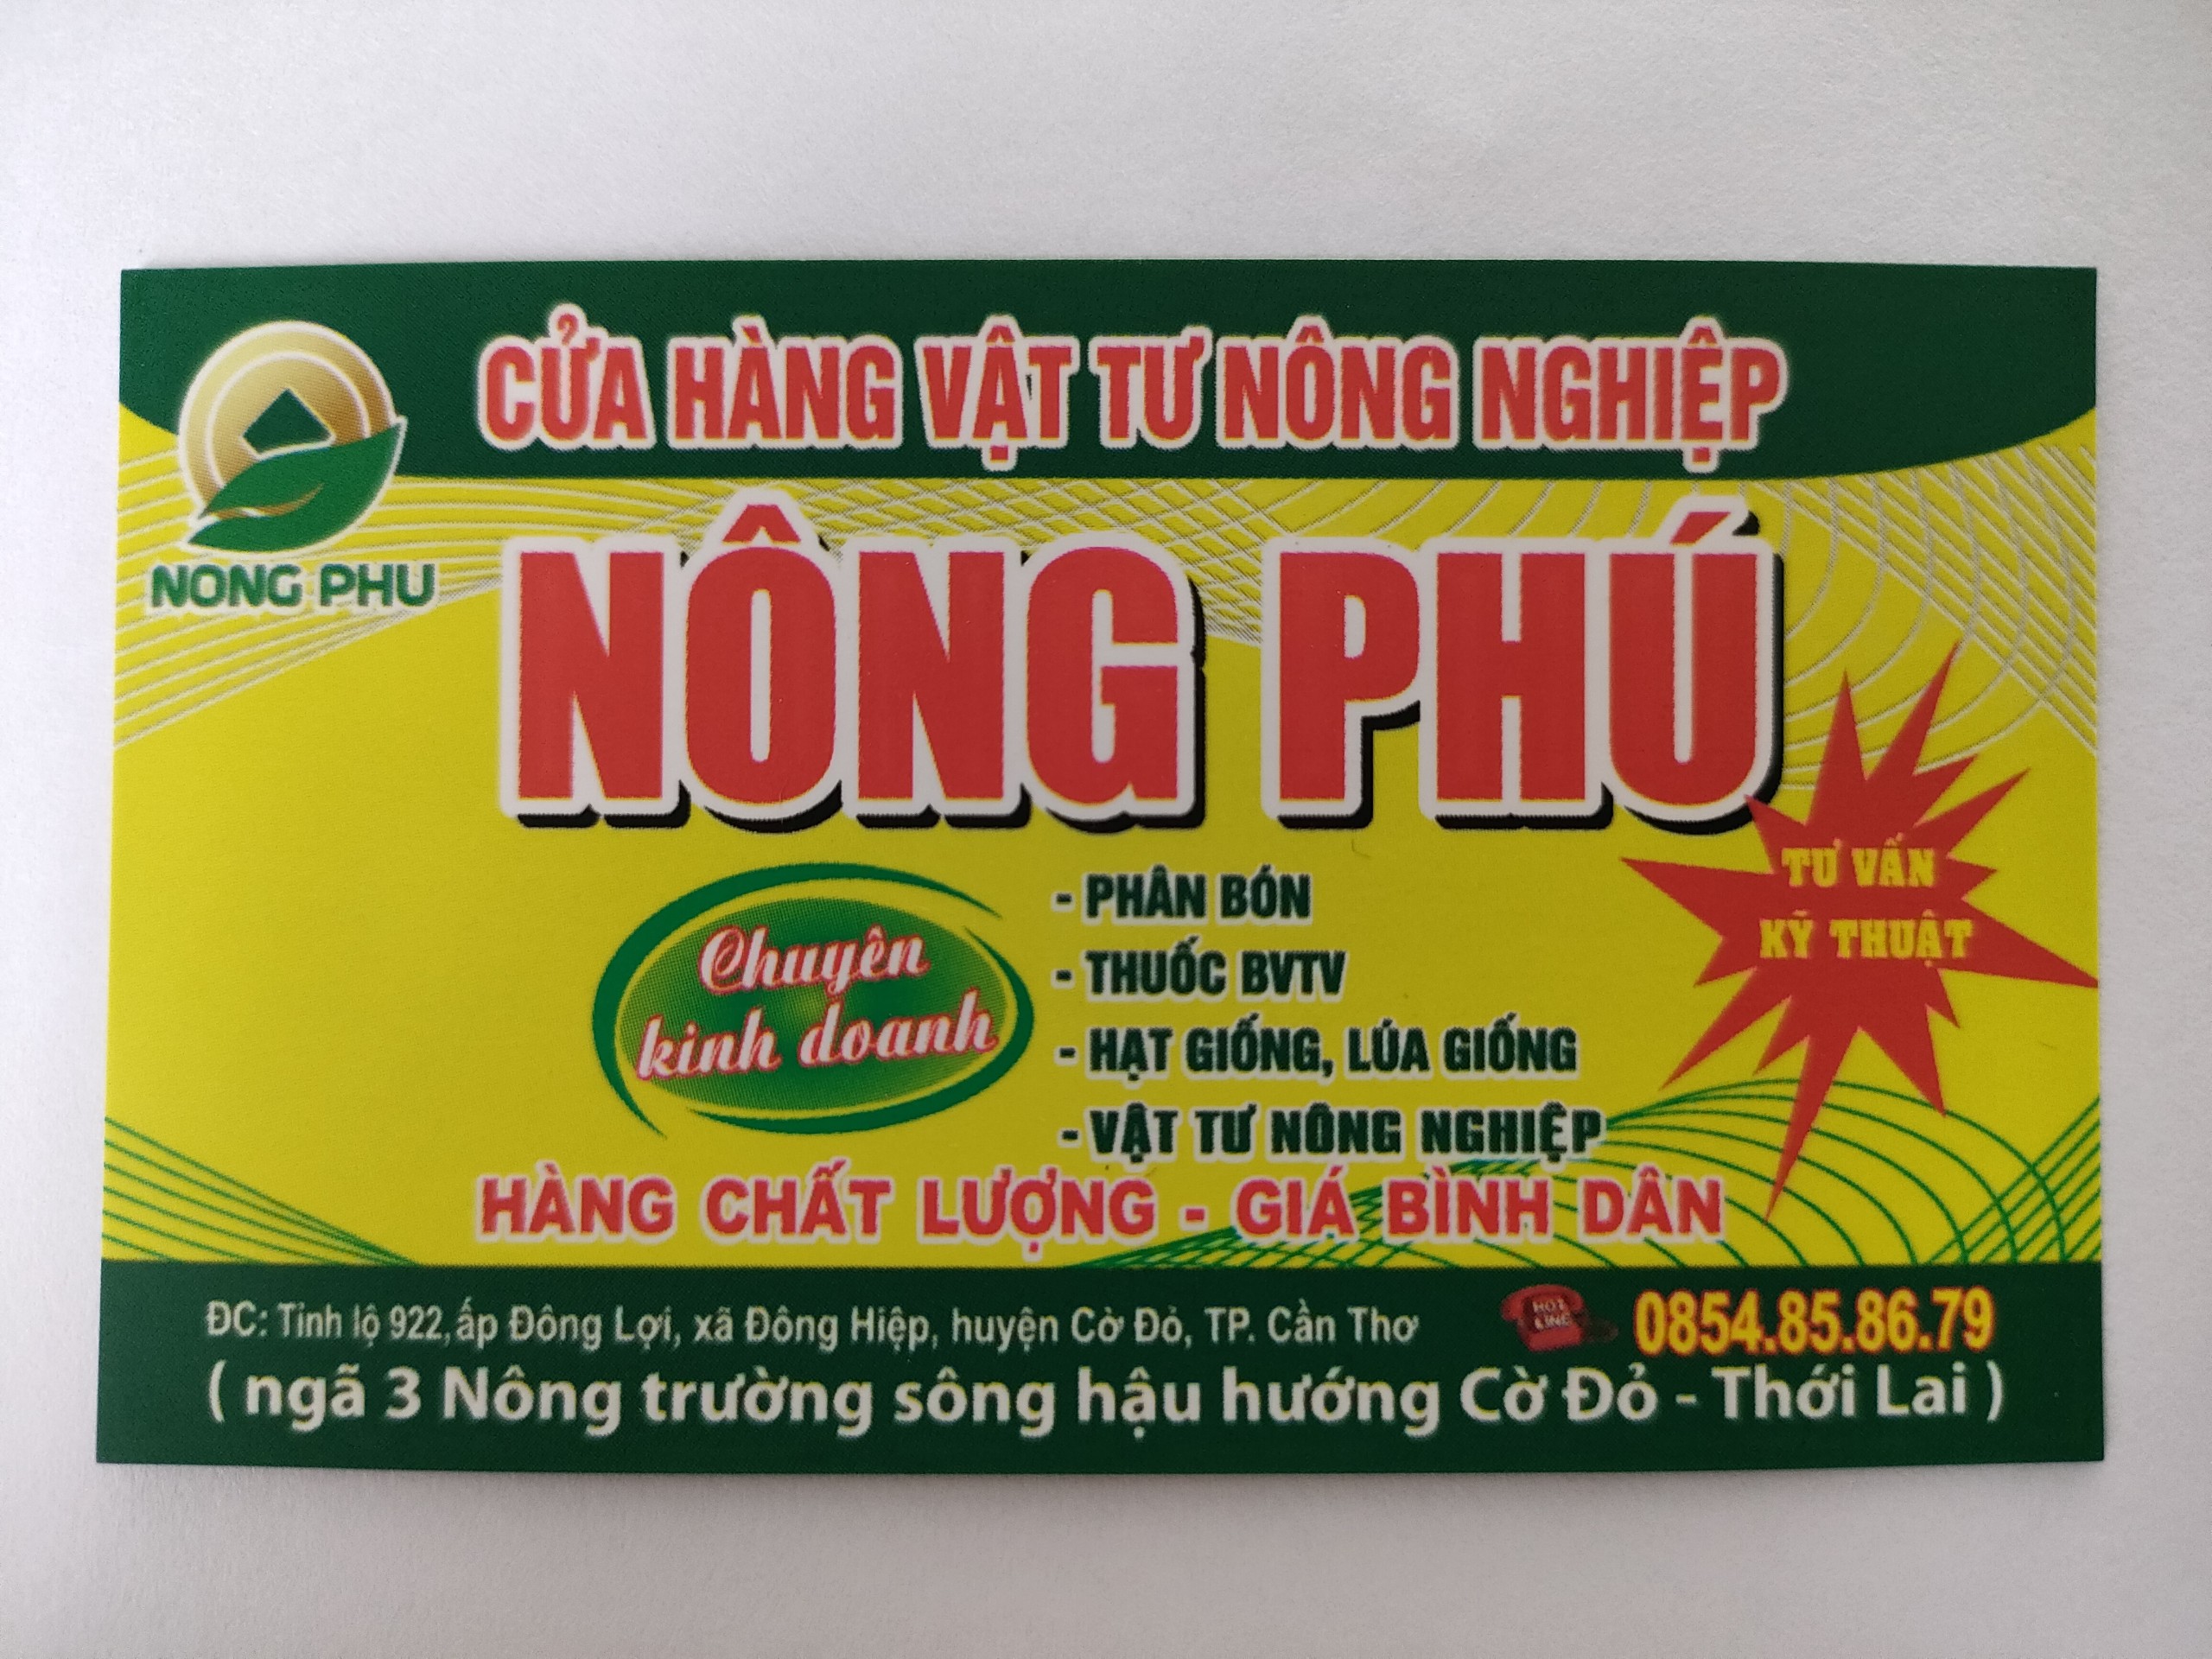 CỬA HÀNG VẬT TƯ NÔNG NGHIỆP
NONG PHU
NÔNG PHÚ
Chuyên
kinh doanh
- PHÂN BÓN
- THUỐC BVTV
- HẠT GIỐNG, LÚA GIỐNG
- VẬT TƯ NÔNG NGHIỆP
TƯ VẤN
KỸ THUẬT
HÀNG CHẤT LƯỢNG - GIÁ BÌNH DÂN
ĐC: Tỉnh lộ 922, ấp Đông Lợi, xã Đông Hiệp, huyện Cờ Đỏ, TP. Cần Thơ
HOT
LINE
0854.85.86.79
( ngã 3 Nông trường sông hậu hướng Cờ Đỏ - Thới Lai )